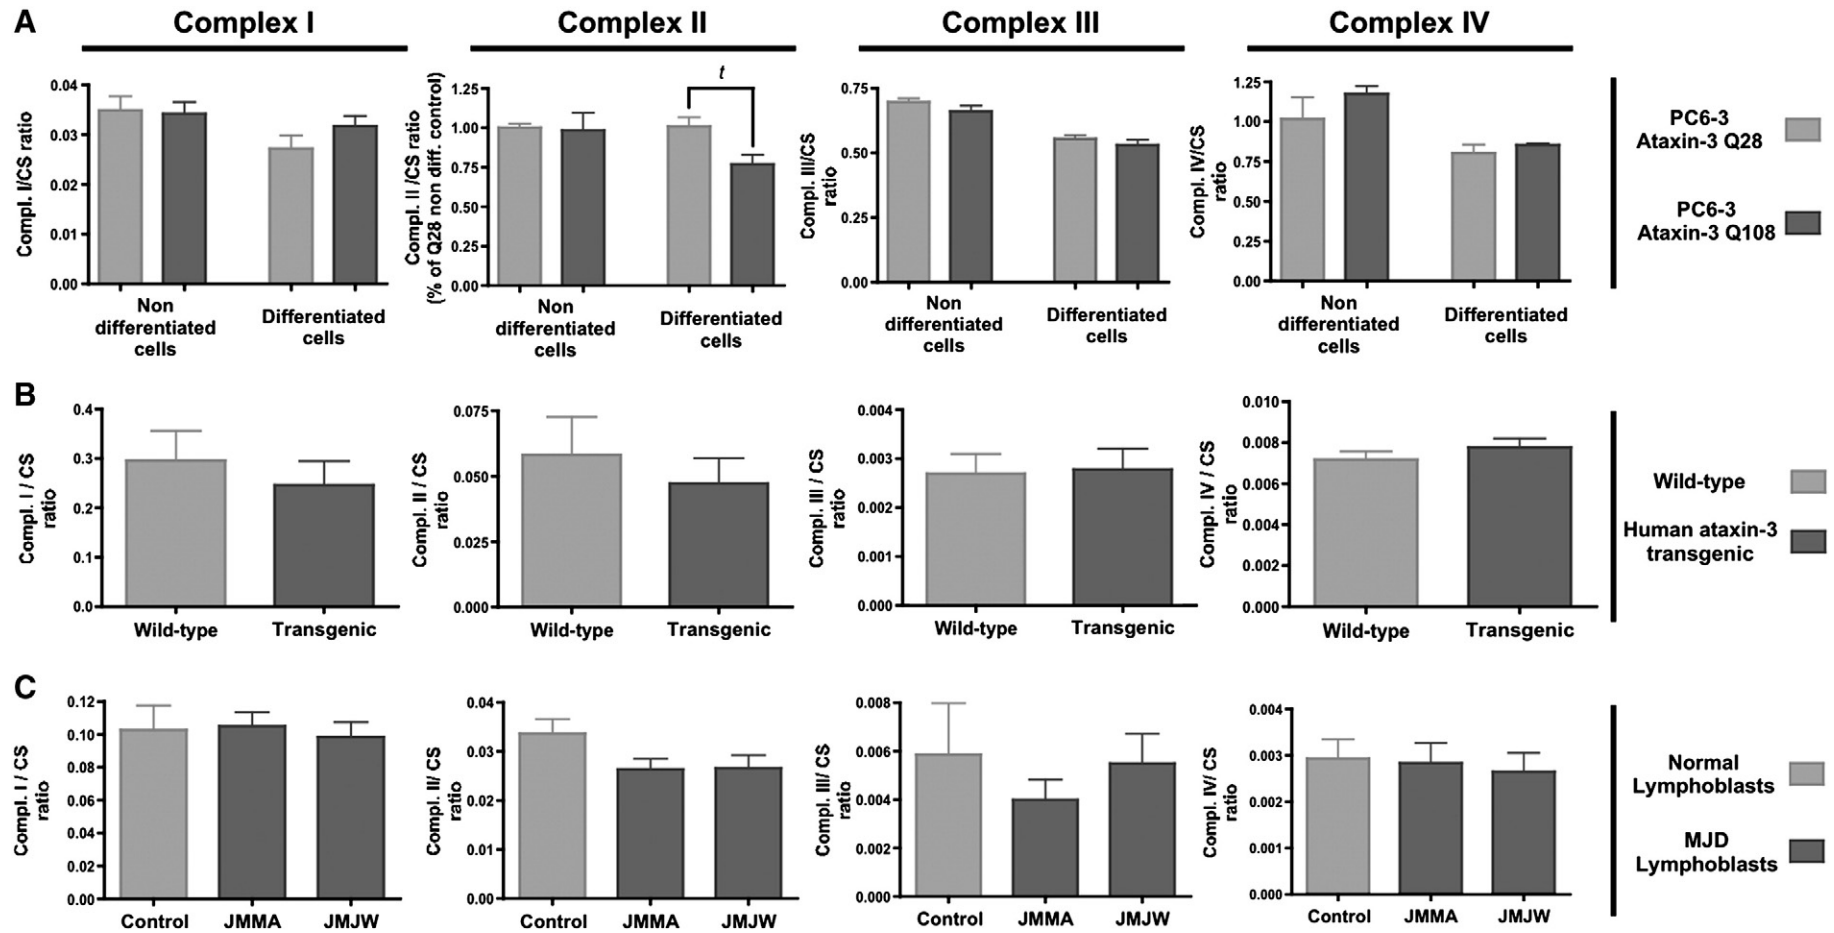 A
Complex I
Complex II
Complex III
Complex IV
Compl. I/CS ratio
0.04
0.03
0.02
0.01
0.00
Non
differentiated
cells
Differentiated
cells
Compl. II /CS ratio
(% of Q28 non diff. control)
1.25
1.00
0.75
0.50
0.25
0.00
t
Non
differentiated
cells
Differentiated
cells
Compl. III/CS
ratio
0.75
0.50
0.25
0.00
Non
differentiated
cells
Differentiated
cells
Compl. IV/CS
ratio
1.25
1.00
0.75
0.50
0.25
0.00
Non
differentiated
cells
Differentiated
cells
PC6-3
Ataxin-3 Q28
PC6-3
Ataxin-3 Q108
B
Compl. I / CS
ratio
0.4
0.3
0.2
0.1
0.0
Wild-type
Transgenic
Compl. II / CS
ratio
0.075
0.050
0.025
0.000
Wild-type
Transgenic
Compl. III / CS
ratio
0.004
0.003
0.002
0.001
0.000
Wild-type
Transgenic
Compl. IV / CS
ratio
0.010
0.008
0.006
0.004
0.002
0.000
Wild-type
Transgenic
Wild-type
Human ataxin-3
transgenic
C
Compl. I / CS
ratio
0.12
0.10
0.08
0.06
0.04
0.02
0.00
Control
JMMA
JMJW
Compl. II/ CS
ratio
0.04
0.03
0.02
0.01
0.00
Control
JMMA
JMJW
Compl. III/ CS
ratio
0.008
0.006
0.004
0.002
0.000
Control
JMMA
JMJW
Compl. IV/ CS
ratio
0.004
0.003
0.002
0.001
0.000
Control
JMMA
JMJW
Normal
Lymphoblasts
MJD
Lymphoblasts